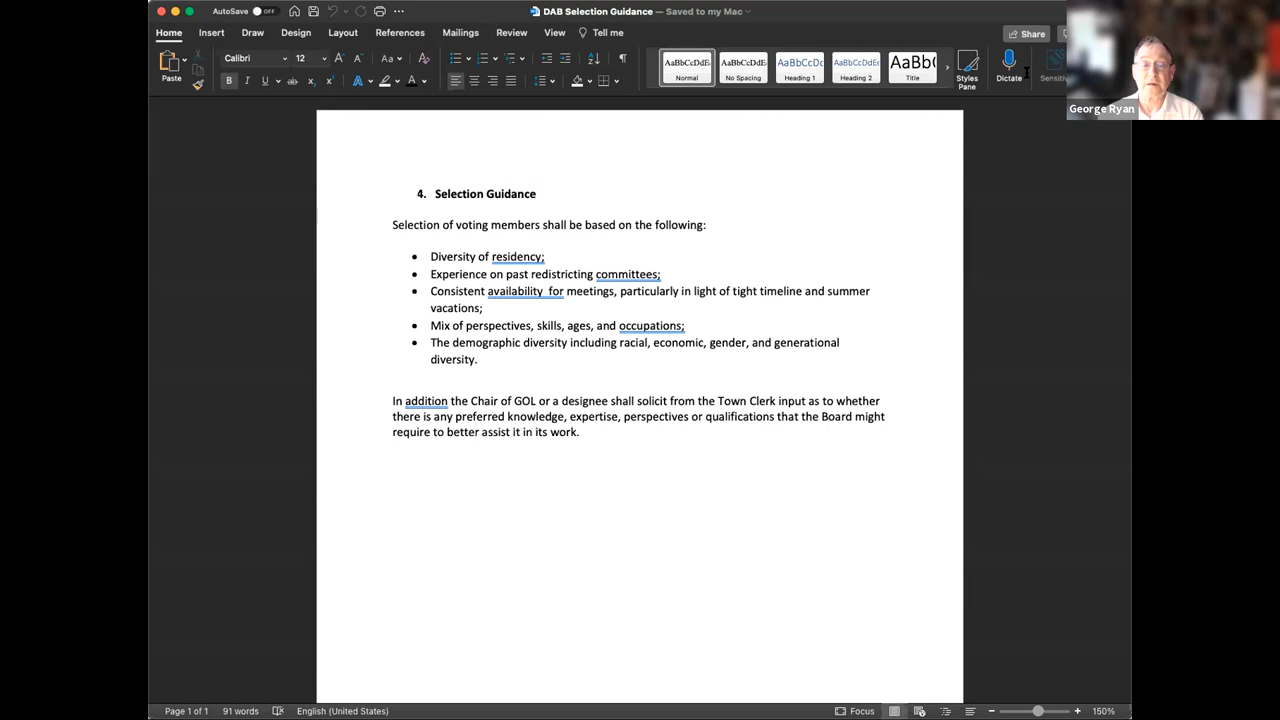 AutoSave OFF
DAB Selection Guidance — Saved to my Mac
Home Insert Draw Design Layout References Mailings Review View Tell me
Share
Paste
Calibri 12
AaBbCcDdE
Normal
AaBbCcDdE
No Spacing
AaBbCcDc
Heading 1
AaBbCcDdE
Heading 2
AaBb(
Title
Styles
Pane
Dictate
George Ryan
4. Selection Guidance
Selection of voting members shall be based on the following:
• Diversity of residency;
• Experience on past redistricting committees;
• Consistent availability for meetings, particularly in light of tight timeline and summer
vacations;
• Mix of perspectives, skills, ages, and occupations;
• The demographic diversity including racial, economic, gender, and generational
diversity.
In addition the Chair of GOL or a designee shall solicit from the Town Clerk input as to whether
there is any preferred knowledge, expertise, perspectives or qualifications that the Board might
require to better assist it in its work.
Page 1 of 1 91 words English (United States) Focus 150%